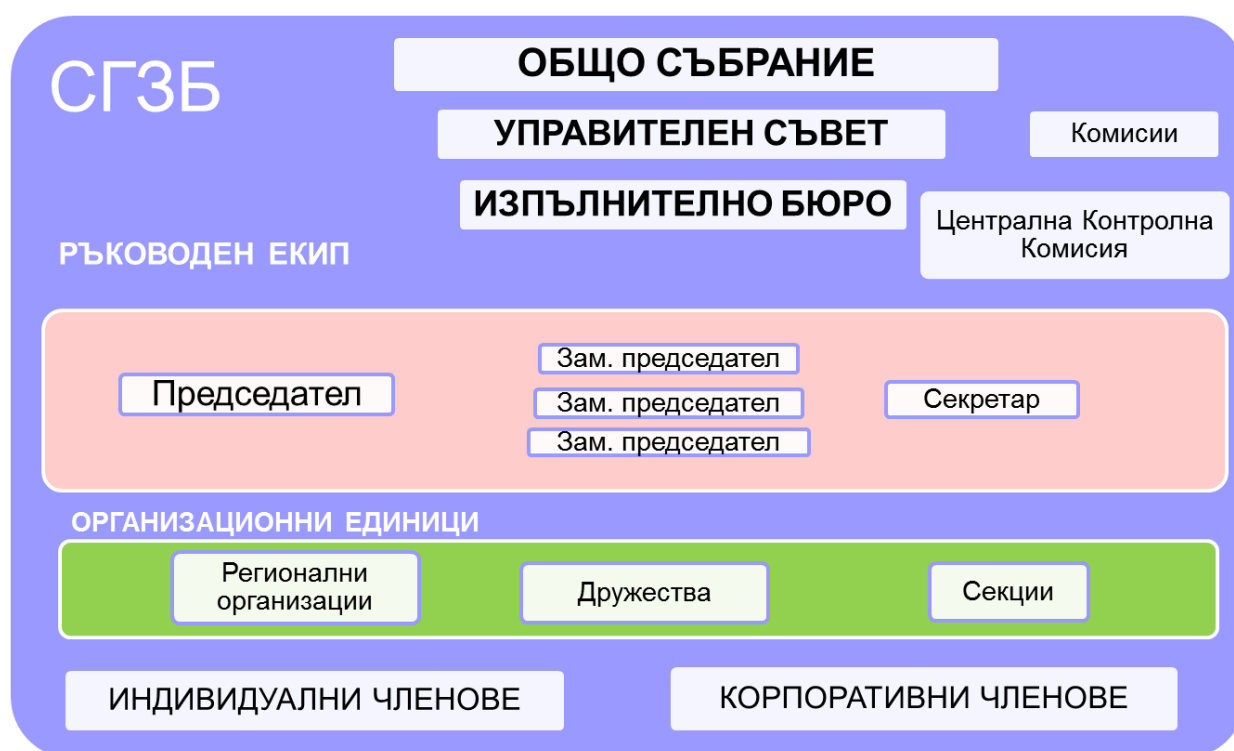 СГЗБ
ОБЩО СЪБРАНИЕ
УПРАВИТЕЛЕН СЪВЕТ
Комисии
ИЗПЪЛНИТЕЛНО БЮРО
Централна Контролна
Комисия
РЪКОВОДЕН ЕКИП
Председател
Зам. председател
Зам. председател
Зам. председател
Секретар
ОРГАНИЗАЦИОННИ ЕДИНИЦИ
Регионални
организации
Дружества
Секции
ИНДИВИДУАЛНИ ЧЛЕНОВЕ
КОРПОРАТИВНИ ЧЛЕНОВЕ